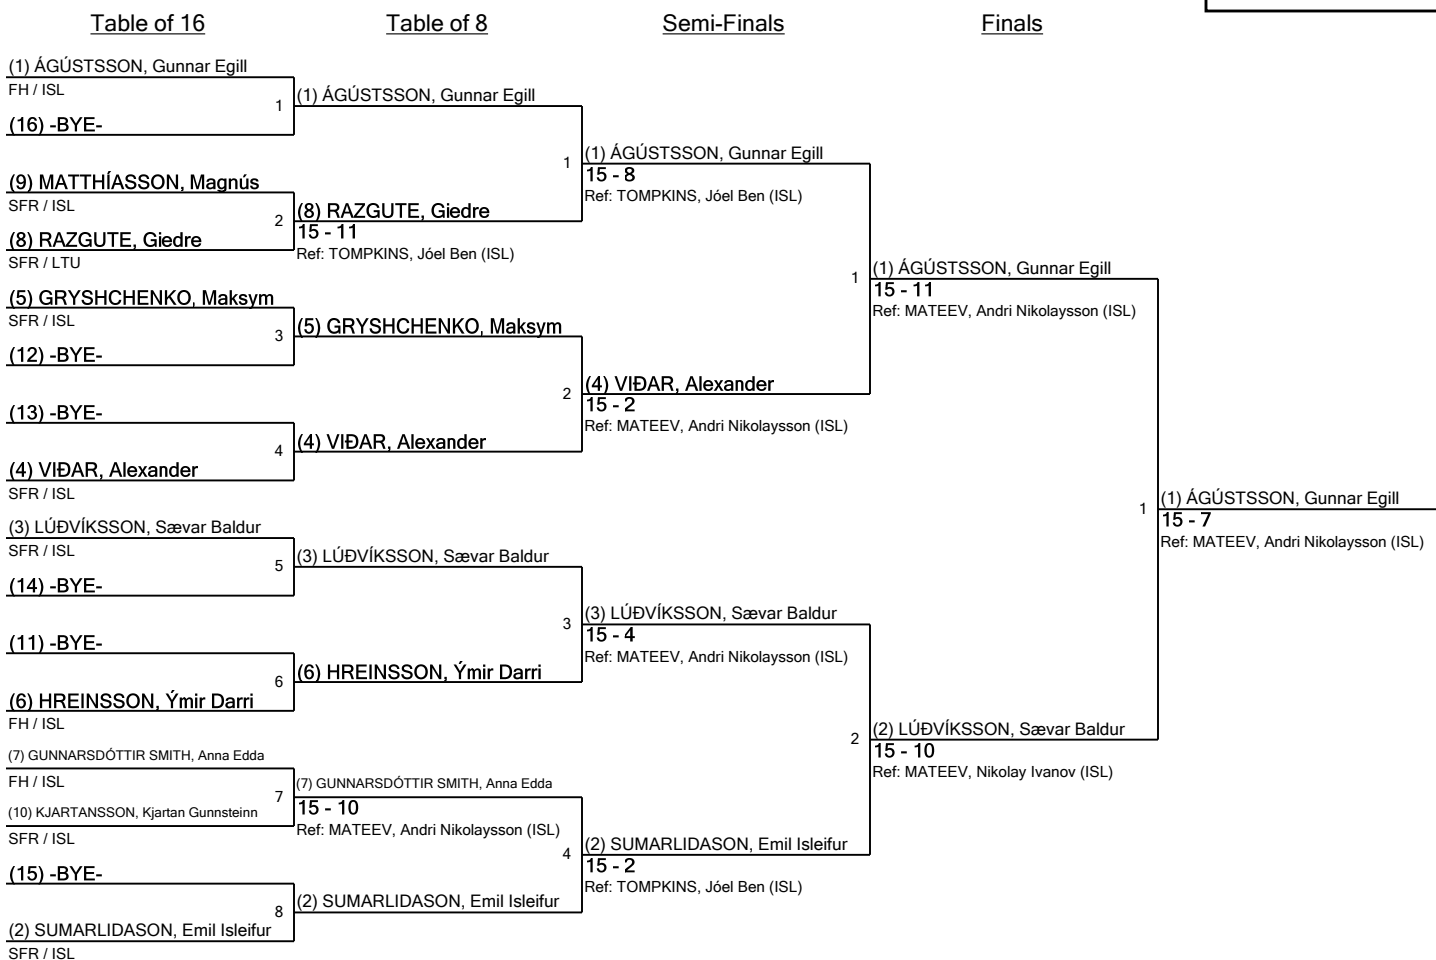 Table of 16
Table of 8
Semi-Finals
Finals
(1) ÁGÚSTSSON, Gunnar Egill
FH / ISL
1
(16) -BYE-
(9) MATTHÍASSON, Magnús
SFR / ISL
2
(8) RAZGUTE, Giedre
SFR / LTU
(5) GRYSHCHENKO, Maksym
SFR / ISL
3
(12) -BYE-
(13) -BYE-
4
(4) VIÐAR, Alexander
SFR / ISL
(3) LÚÐVÍKSSON, Sævar Baldur
SFR / ISL
5
(14) -BYE-
(11) -BYE-
6
(6) HREINSSON, Ýmir Darri
FH / ISL
(7) GUNNARSDÓTTIR SMITH, Anna Edda
FH / ISL
7
(10) KJARTANSSON, Kjartan Gunnsteinn
SFR / ISL
(15) -BYE-
8
(2) SUMARLIDASON, Emil Isleifur
SFR / ISL
(1) ÁGÚSTSSON, Gunnar Egill
1
(8) RAZGUTE, Giedre
15 - 11
Ref: TOMPKINS, Jóel Ben (ISL)
(5) GRYSHCHENKO, Maksym
2
(4) VIÐAR, Alexander
(3) LÚÐVÍKSSON, Sævar Baldur
3
(6) HREINSSON, Ýmir Darri
(7) GUNNARSDÓTTIR SMITH, Anna Edda
15 - 10
Ref: MATEEV, Andri Nikolaysson (ISL)
4
(2) SUMARLIDASON, Emil Isleifur
(1) ÁGÚSTSSON, Gunnar Egill
15 - 8
Ref: TOMPKINS, Jóel Ben (ISL)
1
(4) VIÐAR, Alexander
15 - 2
Ref: MATEEV, Andri Nikolaysson (ISL)
(3) LÚÐVÍKSSON, Sævar Baldur
15 - 4
Ref: MATEEV, Andri Nikolaysson (ISL)
2
(2) SUMARLIDASON, Emil Isleifur
15 - 2
Ref: TOMPKINS, Jóel Ben (ISL)
(1) ÁGÚSTSSON, Gunnar Egill
15 - 11
Ref: MATEEV, Andri Nikolaysson (ISL)
1
(2) LÚÐVÍKSSON, Sævar Baldur
15 - 10
Ref: MATEEV, Nikolay Ivanov (ISL)
(1) ÁGÚSTSSON, Gunnar Egill
15 - 7
Ref: MATEEV, Andri Nikolaysson (ISL)